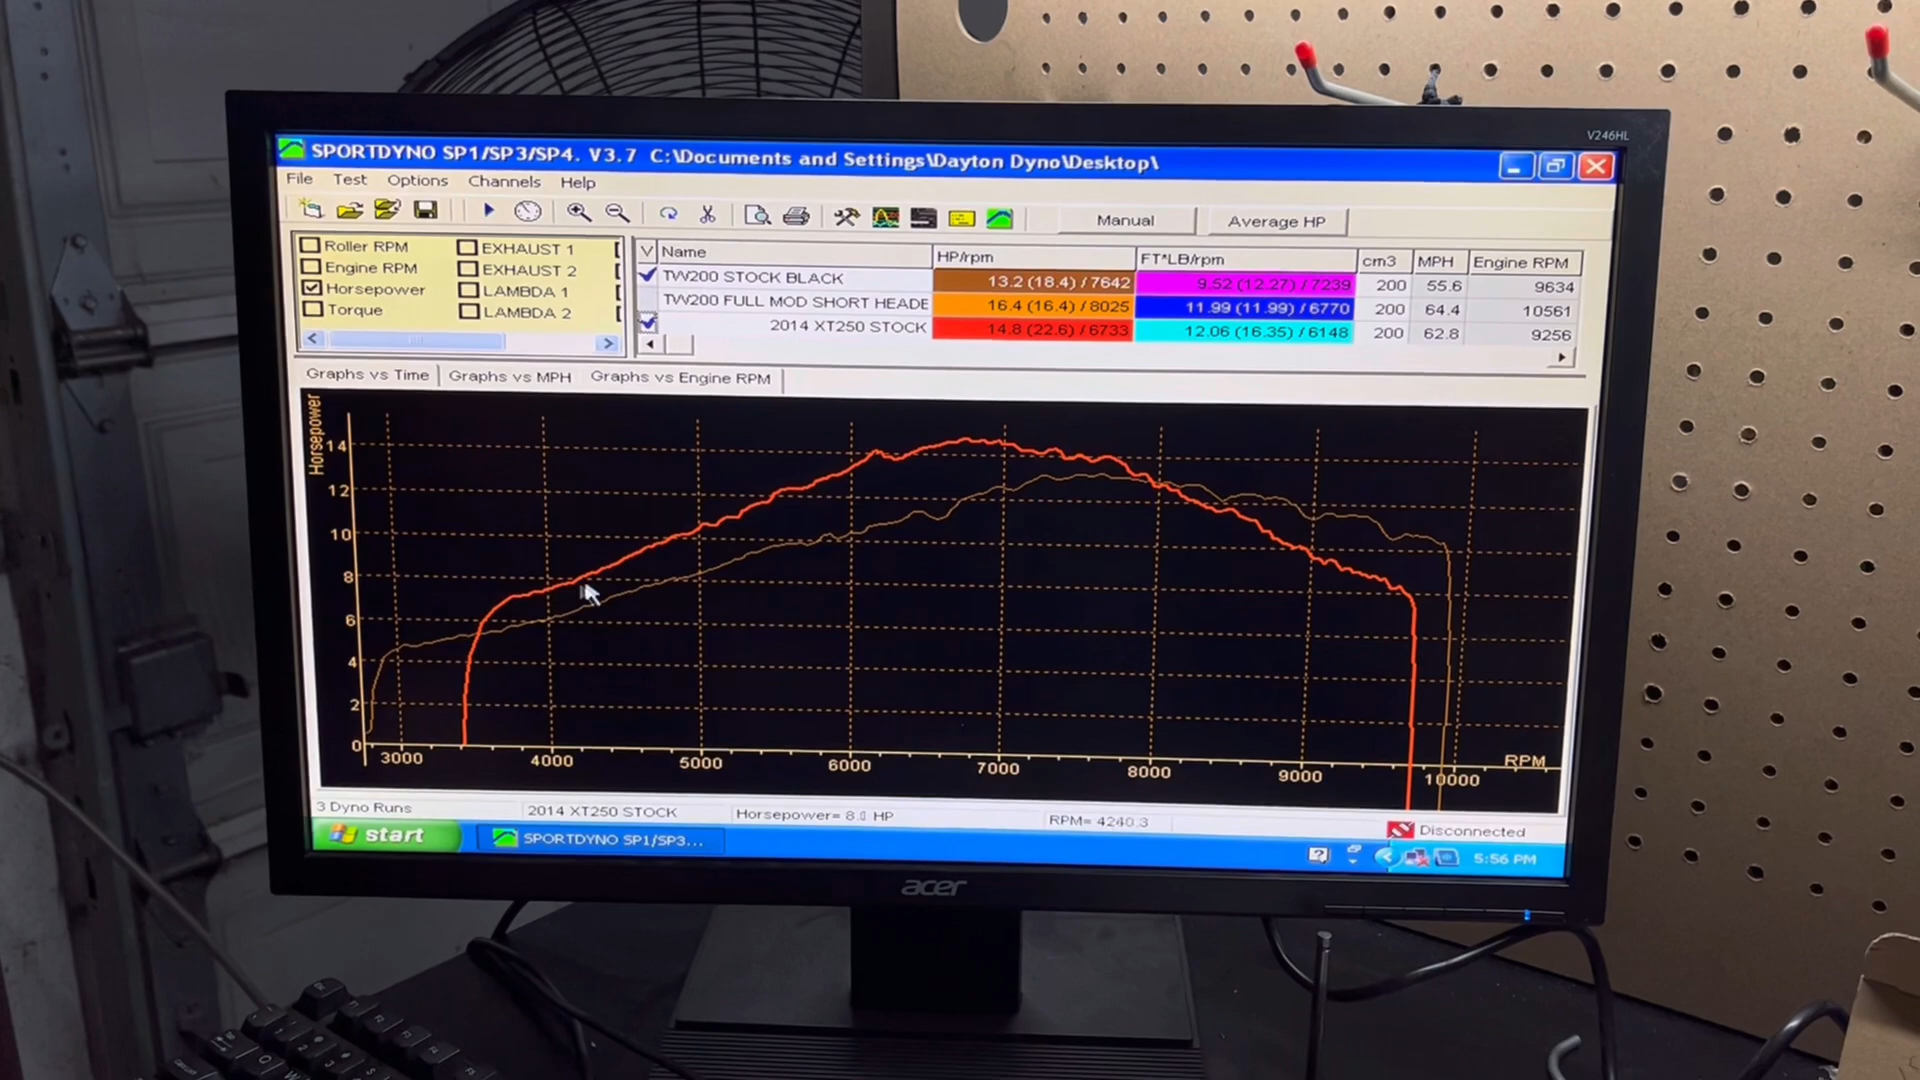 V246HL
SPORTDYNO SP1/SP3/SP4. V3.7 C:\Documents and Settings\Dayton Dyno\Desktop\
File Test Options Channels Help
Manual Average HP
Roller RPM EXHAUST 1
Engine RPM EXHAUST 2
Horsepower LAMBDA 1
Torque LAMBDA 2
V Name HP/rpm FT*LB/rpm cm3 MPH Engine RPM
TW200 STOCK BLACK 13.2 (18.4) / 7642 9.52 (12.27) / 7239 200 55.6 9634
TW200 FULL MOD SHORT HEADE 16.4 (16.4) / 8025 11.99 (11.99) / 6770 200 64.4 10561
2014 XT250 STOCK 14.8 (22.6) / 6733 12.06 (16.35) / 6148 200 62.8 9256
Graphs vs Time Graphs vs MPH Graphs vs Engine RPM
Horsepower
14
12
10
8
6
4
2
0
3000 4000 5000 6000 7000 8000 9000 10000
RPM
3 Dyno Runs 2014 XT250 STOCK Horsepower= 8.0 HP RPM= 4240.3 Disconnected
start SPORTDYNO SP1/SP3... 5:56 PM
acer